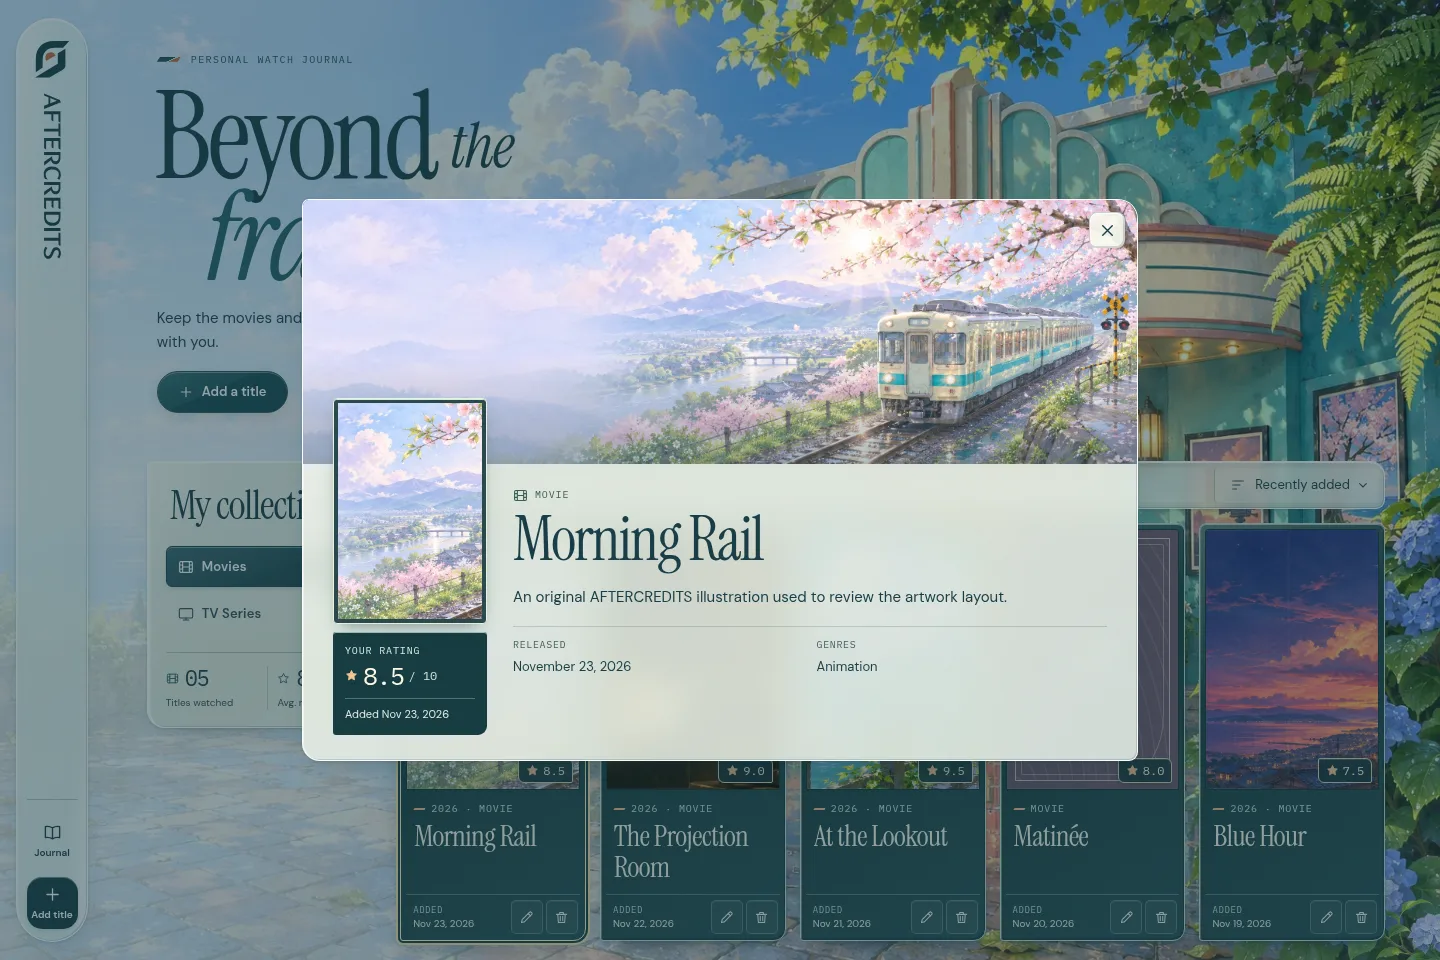 AFTERCREDITS
Journal
Add title
PERSONAL WATCH JOURNAL
Beyond the
Keep the movies and
with you.
Add a title
My
Movies
TV Series
05
Titles watched
Avg.
Recently added
MOVIE
Morning Rail
An original AFTERCREDITS illustration used to review the artwork layout.
RELEASED
November 23, 2026
GENRES
Animation
YOUR RATING
8.5 / 10
Added Nov 23, 2026
8.5
2026 · MOVIE
Morning Rail
ADDED
Nov 23, 2026
9.0
2026 · MOVIE
The Projection
Room
ADDED
Nov 22, 2026
9.5
2026 · MOVIE
At the Lookout
ADDED
Nov 21, 2026
8.0
MOVIE
Matinée
ADDED
Nov 20, 2026
7.5
2026 · MOVIE
Blue Hour
ADDED
Nov 19, 2026